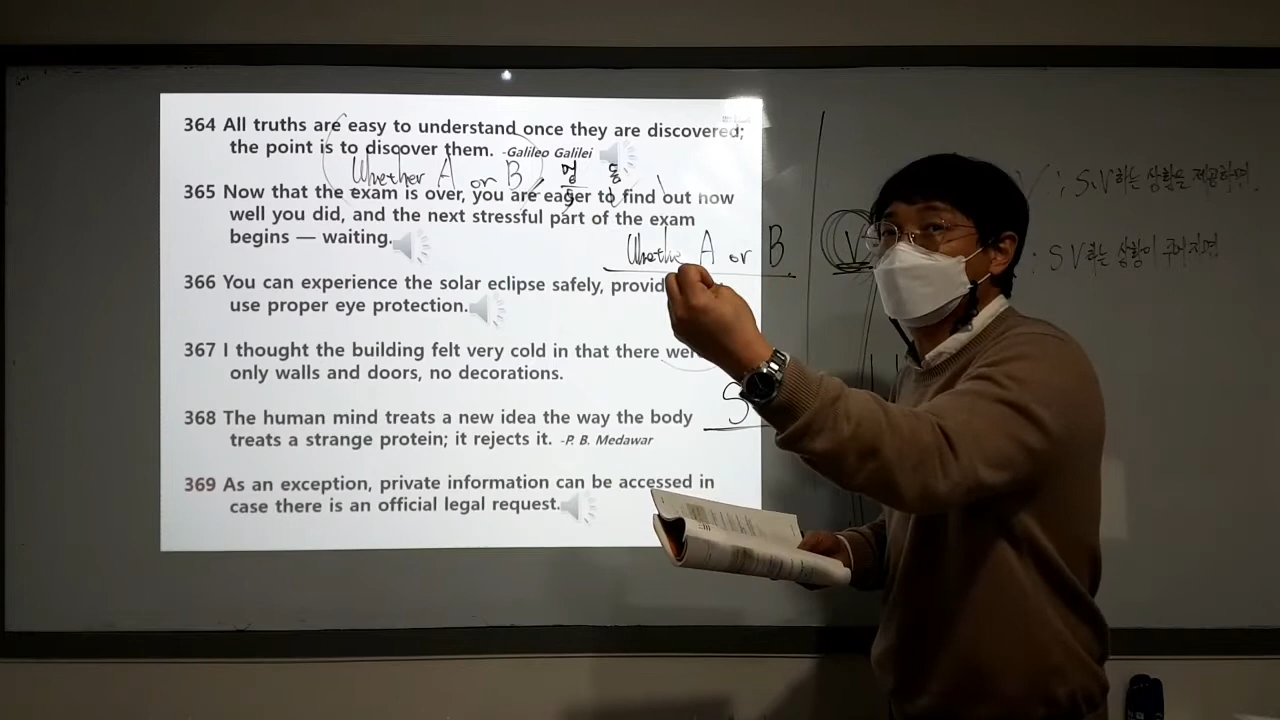 364 All truths are easy to understand once they are discovered;
the point is to discover them. -Galileo Galilei
Whether A or B
365 Now that the exam is over, you are eager to find out how
well you did, and the next stressful part of the exam
begins — waiting.
Whether A or B
366 You can experience the solar eclipse safely,
use proper eye protection.
367 I thought the building felt very cold in that there
only walls and doors, no decorations.
S
368 The human mind treats a new idea the way the body
treats a strange protein; it rejects it. -P. B. Medawar
369 As an exception, private information can be accessed in
case there is an official legal request.
V ; S.V하는 상황을 제공하면
V
; S V하는 상황이 주어지면